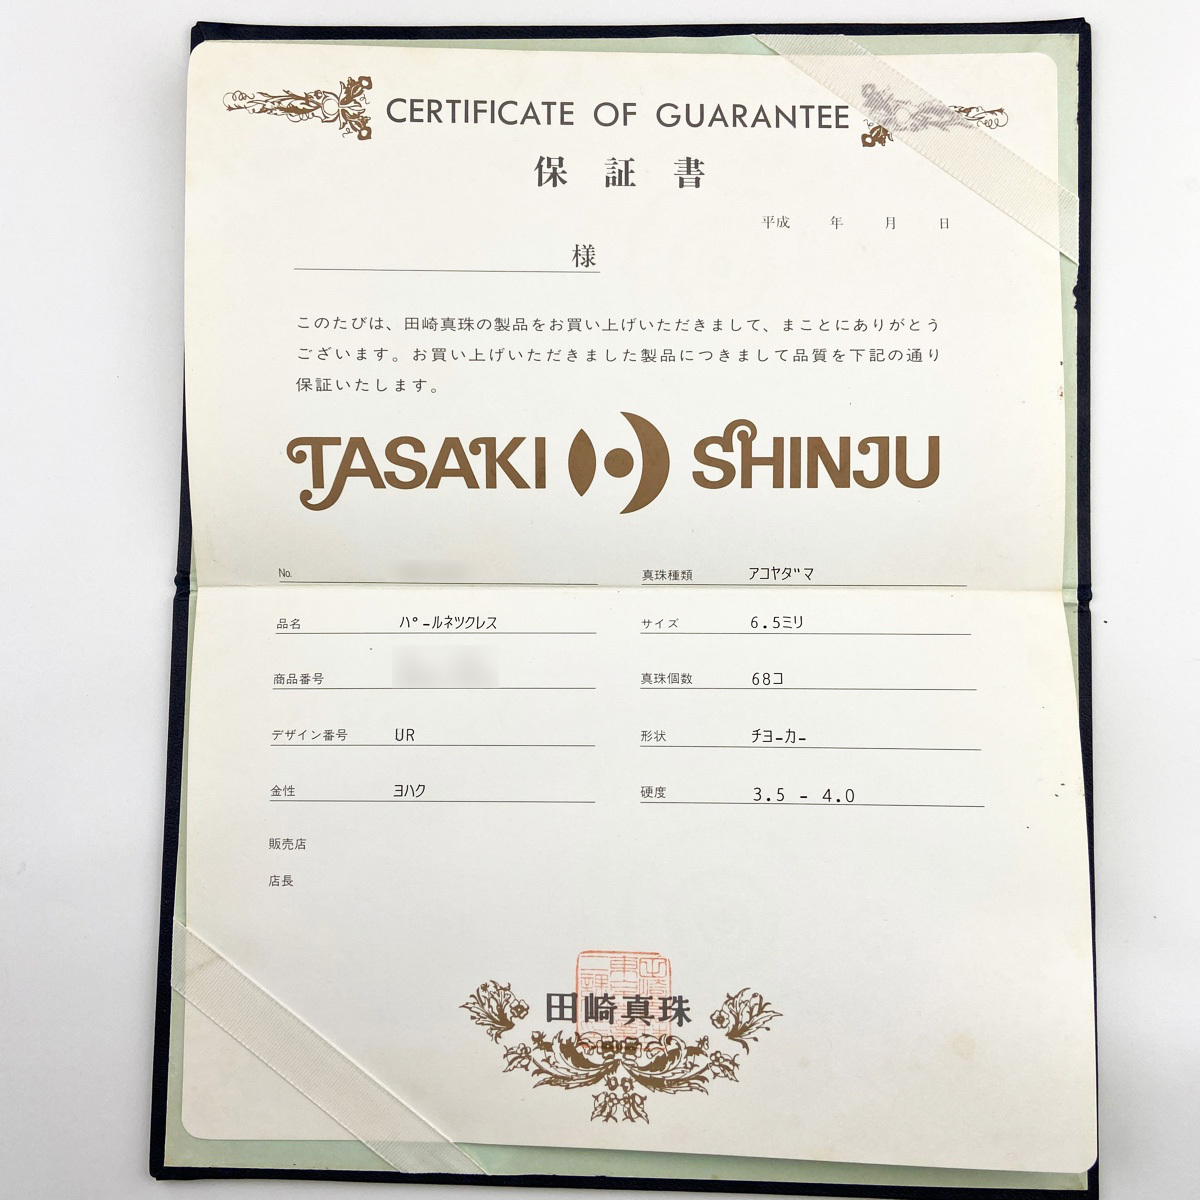 CERTIFICATE OF GUARANTEE
保証書
平成 年 月 日
様
このたびは、田崎真珠の製品をお買い上げいただきまして、まことにありがとう
ございます。お買い上げいただきました製品につきまして品質を下記の通り
保証いたします。
TASAKI SHINJU
No.
真珠種類 アコヤダマ
品名 パールネツクレス
サイズ 6.5ミリ
商品番号
真珠個数 68コ
デザイン番号 UR
形状 チヨーカー
金性 ヨハク
硬度 3.5 - 4.0
販売店
店長
田崎真珠